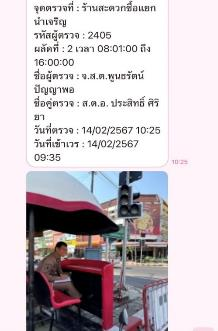 จุดตรวจที่ : ร้านสะดวกซื้อแยก
นำเจริญ
รหัสผู้ตรวจ : 2405
ผลัดที่ : 2 เวลา 08:01:00 ถึง
16:00:00
ชื่อผู้ตรวจ : จ.ส.ต.พูนธรัตน์
ปัญญาพอ
ชื่อคู่ตรวจ : ส.ต.อ. ประสิทธิ์ ศิริ
ยา
วันที่ตรวจ : 14/02/2567 10:25
วันที่เข้าเวร : 14/02/2567
09:35
10:25